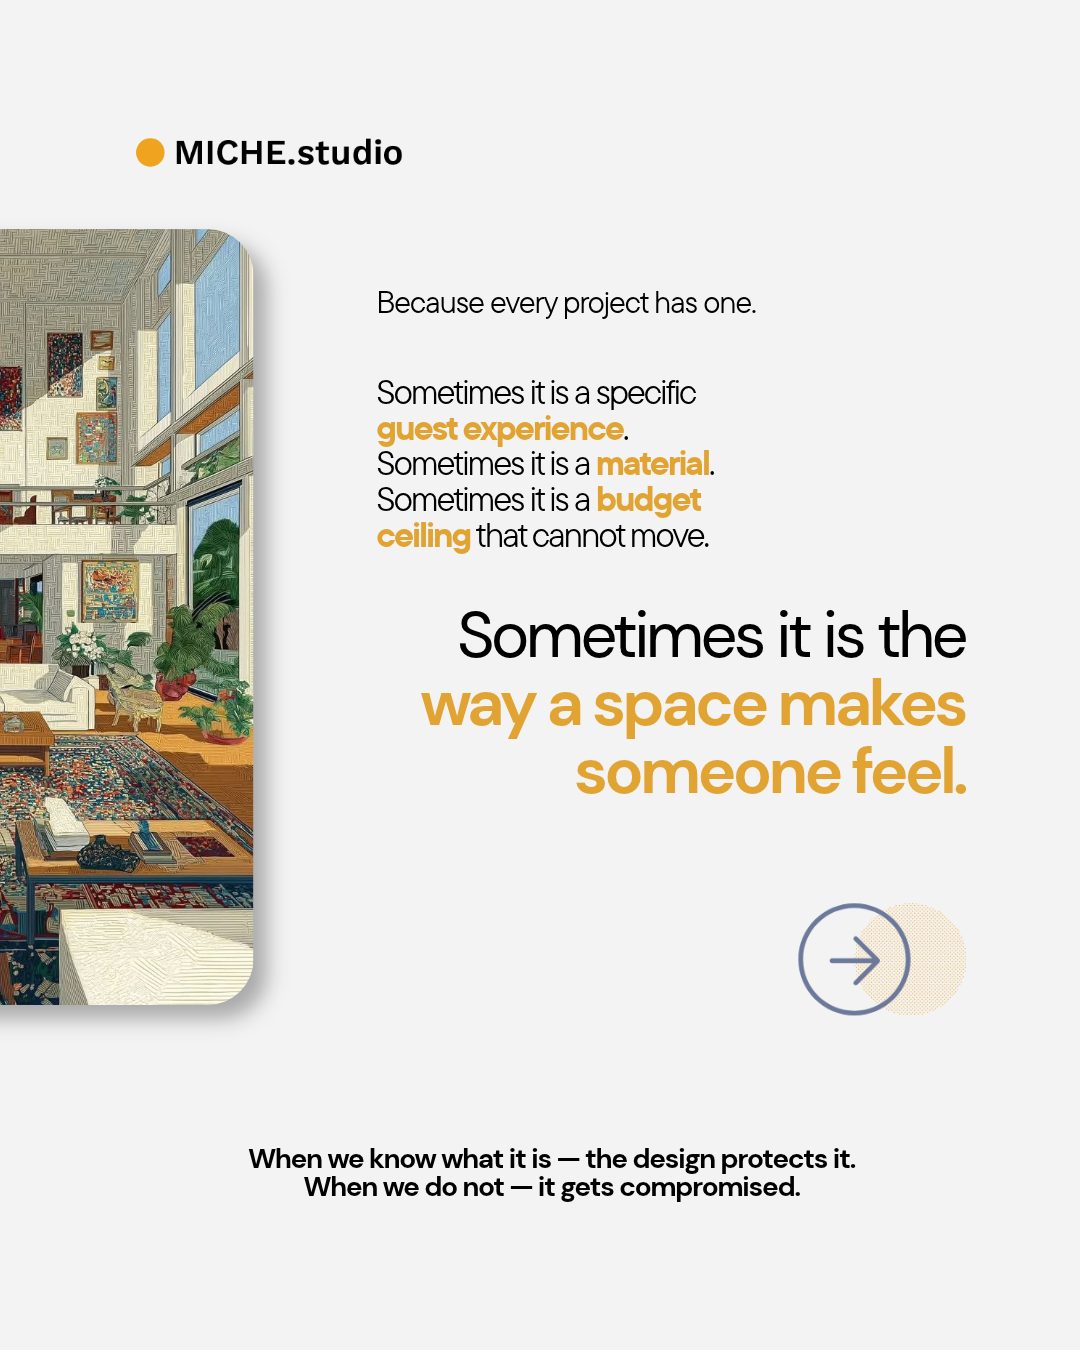 MICHE.studio
Because every project has one.
Sometimes it is a specific
guest experience.
Sometimes it is a material.
Sometimes it is a budget
ceiling that cannot move.
Sometimes it is the
way a space makes
someone feel.
When we know what it is — the design protects it.
When we do not — it gets compromised.